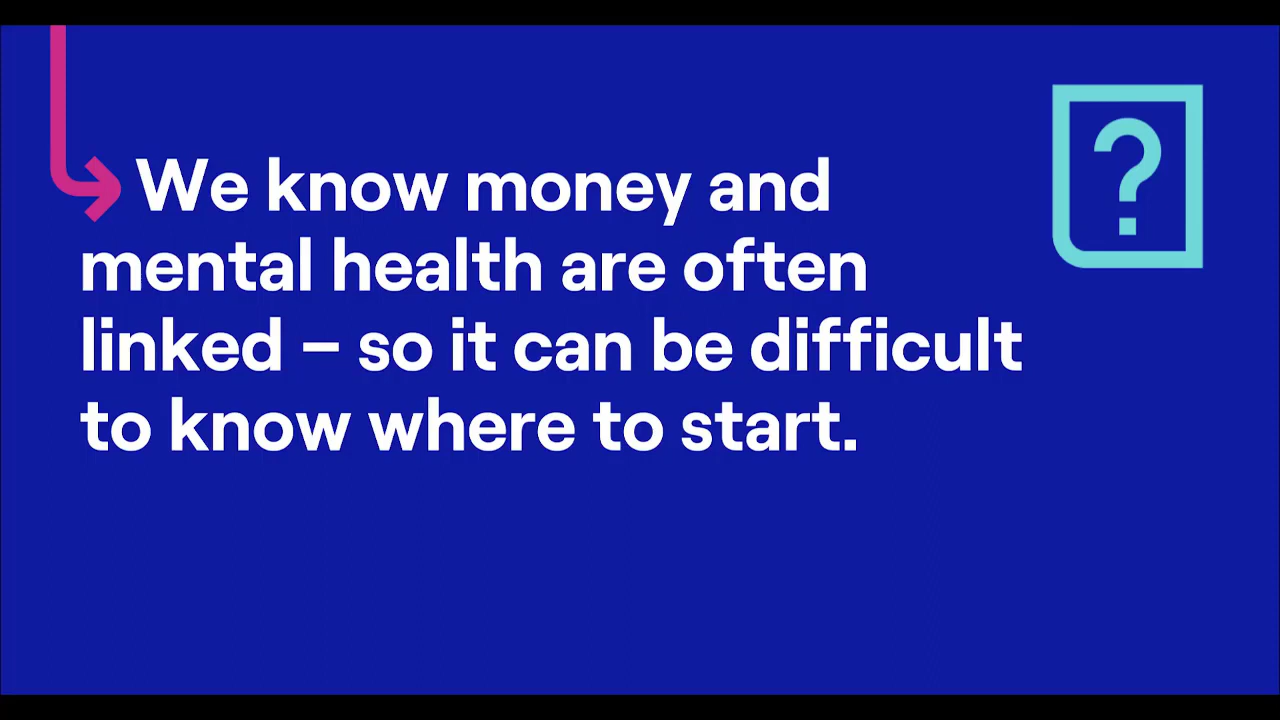 We know money and
mental health are often
linked – so it can be difficult
to know where to start.
?